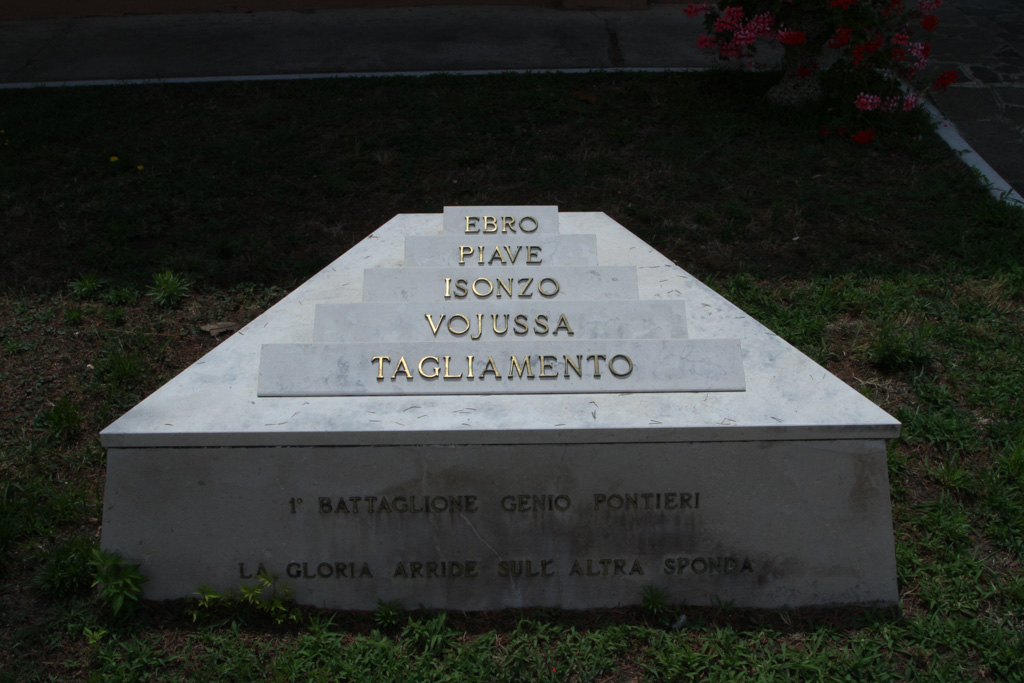 EBRO
PIAVE
ISONZO
VOJUSSA
TAGLIAMENTO
1° BATTAGLIONE GENIO PONTIERI
LA GLORIA ARRIDE SULL'ALTRA SPONDA